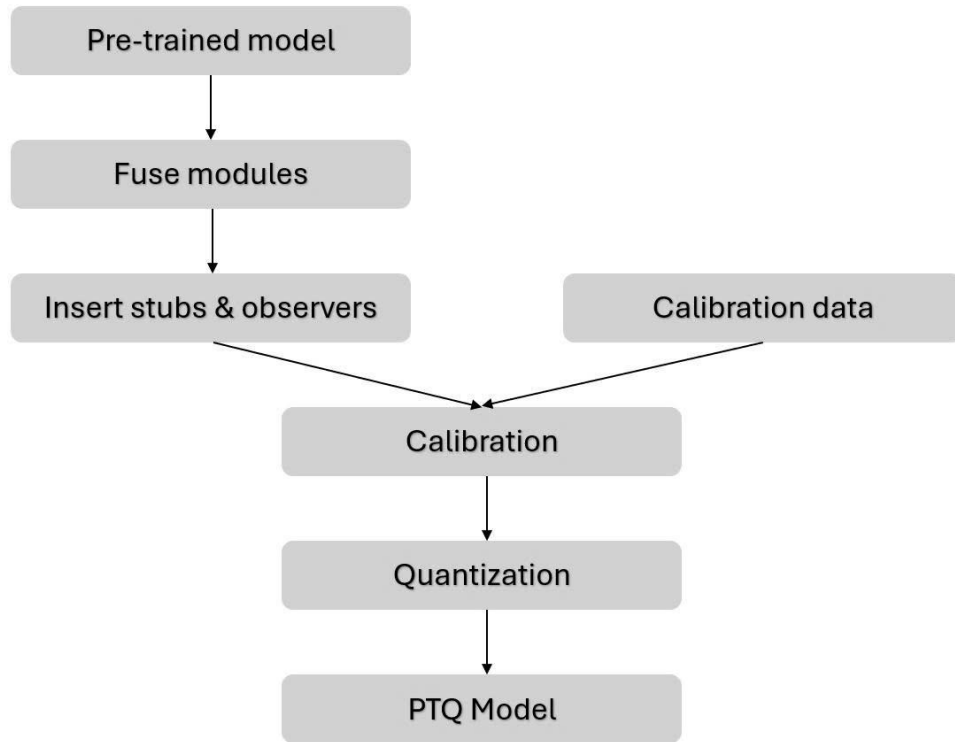 Pre-trained model
Fuse modules
Insert stubs & observers
Calibration data
Calibration
Quantization
PTQ Model